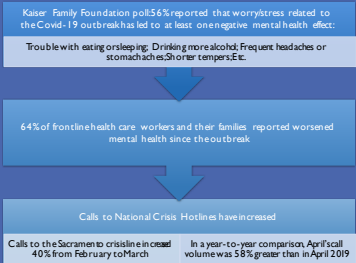 Kaiser Family Foundation poll:56% reported that worry/stress related to
the Covid-19 outbreak has led to at least one negative mental health effect:
Trouble with eating orsleeping; Drinking more alcohol; Frequent headaches or
stomachaches;Shorter tempers;Etc.
64% of frontline health care workers and their families reported worsened
mental health since the outbreak
Calls to National Crisis Hotlines have increased
Calls to the Sacramento crisis line increased
40% from February to March
In a year-to-year comparison, April's call
volume was 58% greater than in April 2019